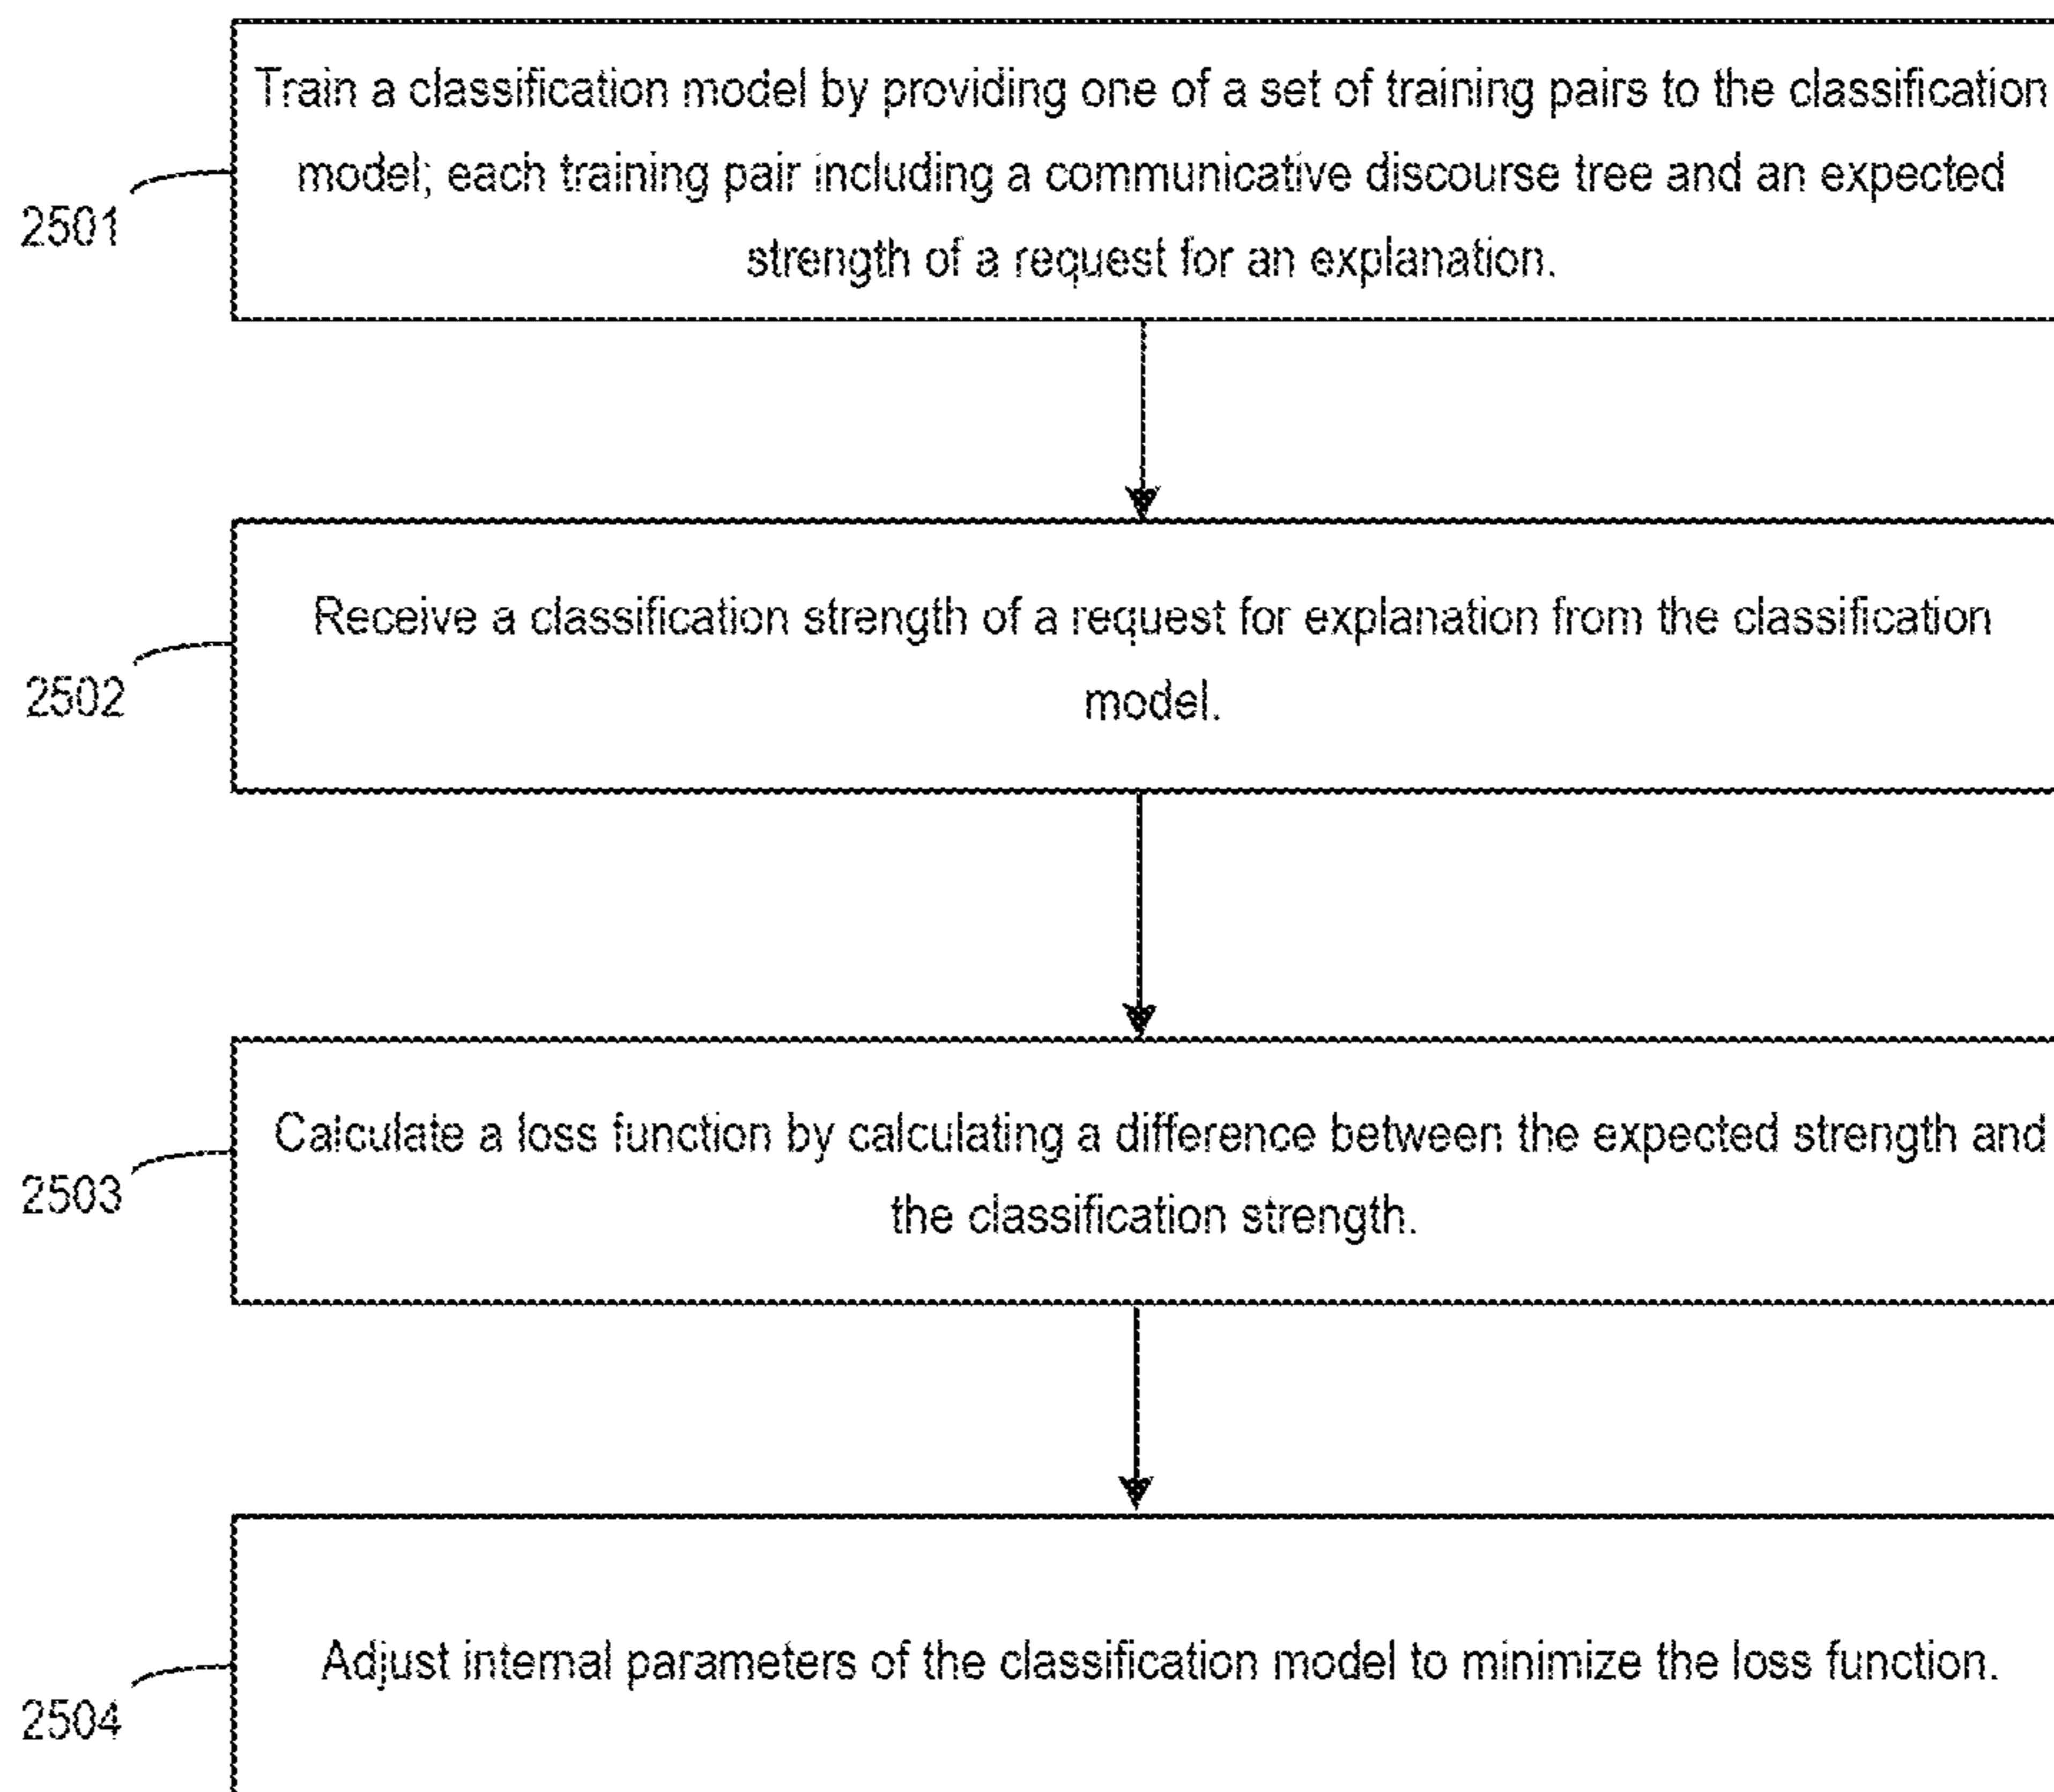 Train a classification model by providing one of a set of training pairs to the classification
model; each training pair including a communicative discourse tree and an expected
strength of a request for an explanation.
2501
Receive a classification strength of a request for explanation from the classification
model.
2502
Calculate a loss function by calculating a difference between the expected strength and
the classification strength.
2503
Adjust internal parameters of the classification model to minimize the loss function.
2504